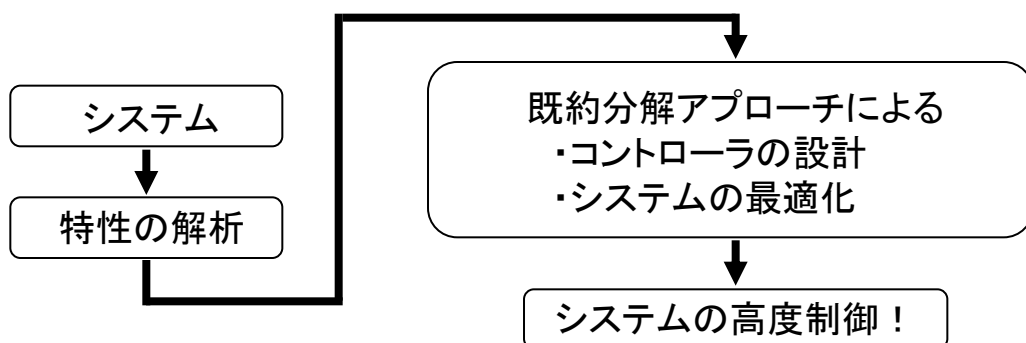 システム
特性の解析
既約分解アプローチによる
・コントローラの設計
・システムの最適化
システムの高度制御！